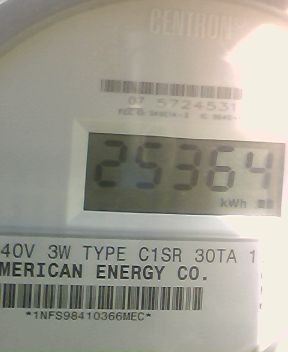 CENTRON
07 5724531
25364
kWh
40V 3W TYPE C1SR 30TA 1
MERICAN ENERGY CO.
*1NFS98410366MEC*